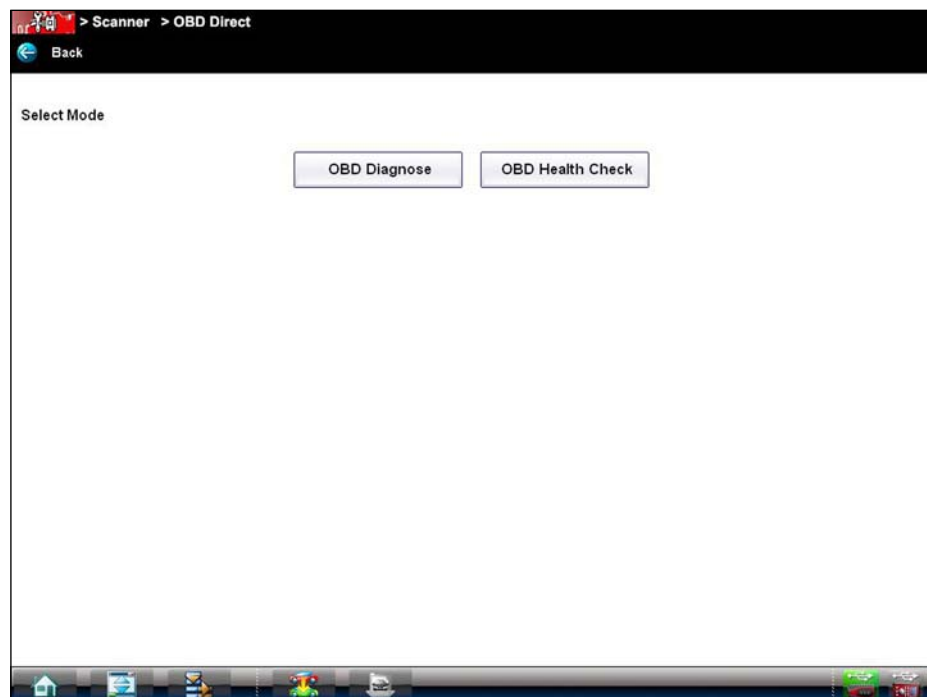 > Scanner > OBD Direct
Back
Select Mode
OBD Diagnose
OBD Health Check